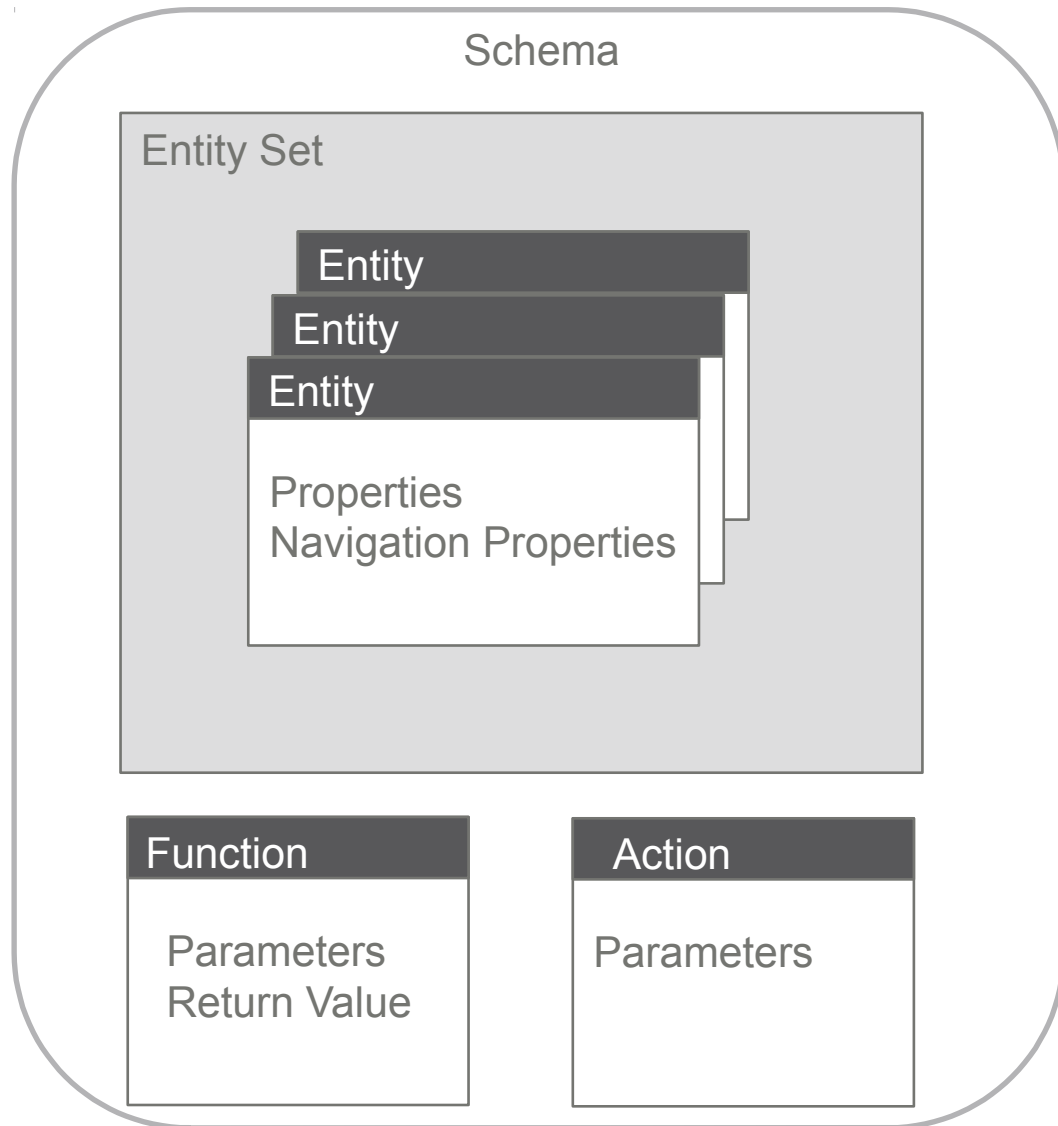 Schema
Entity Set
Entity
Entity
Entity
Properties
Navigation Properties
Function
Parameters
Return Value
Action
Parameters